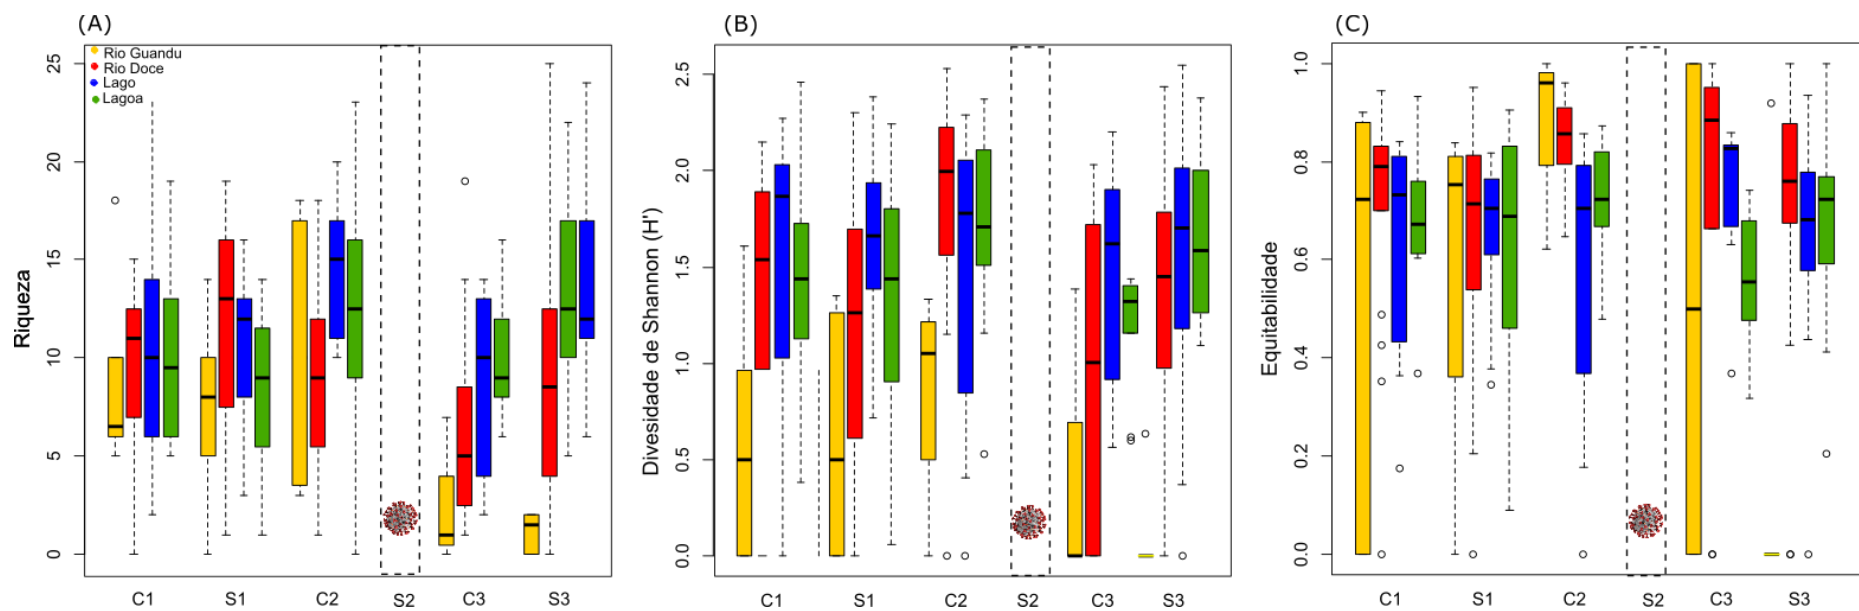 (A)
Riqueza
25
20
15
10
5
0
Rio Guandu
Rio Doce
Lago
Lagoa
C1 S1 C2 S2 C3 S3
(B)
Divesidade de Shannon (H')
2.5
2.0
1.5
1.0
0.5
0.0
C1 S1 C2 S2 C3 S3
(C)
Equitabilidade
1.0
0.8
0.6
0.4
0.2
0.0
C1 S1 C2 S2 C3 S3